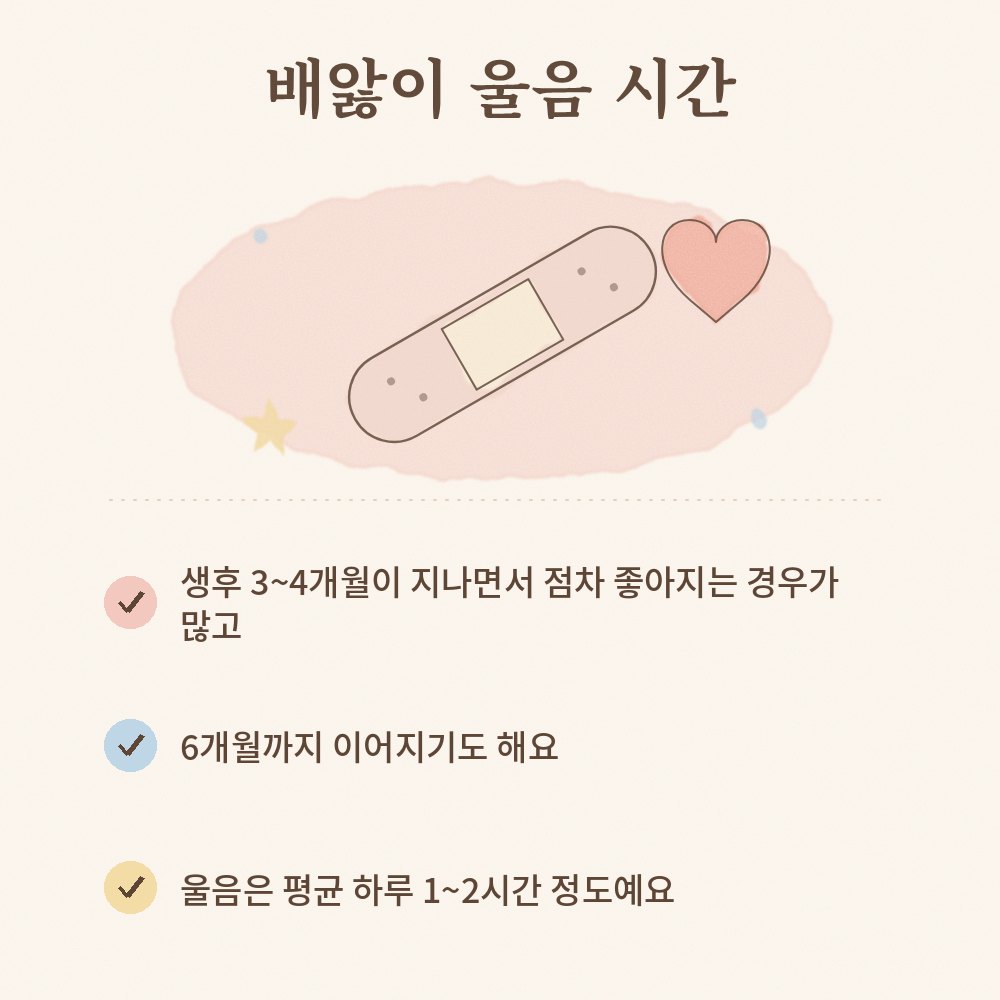 배앓이 울음 시간
생후 3~4개월이 지나면서 점차 좋아지는 경우가
많고
6개월까지 이어지기도 해요
울음은 평균 하루 1~2시간 정도예요